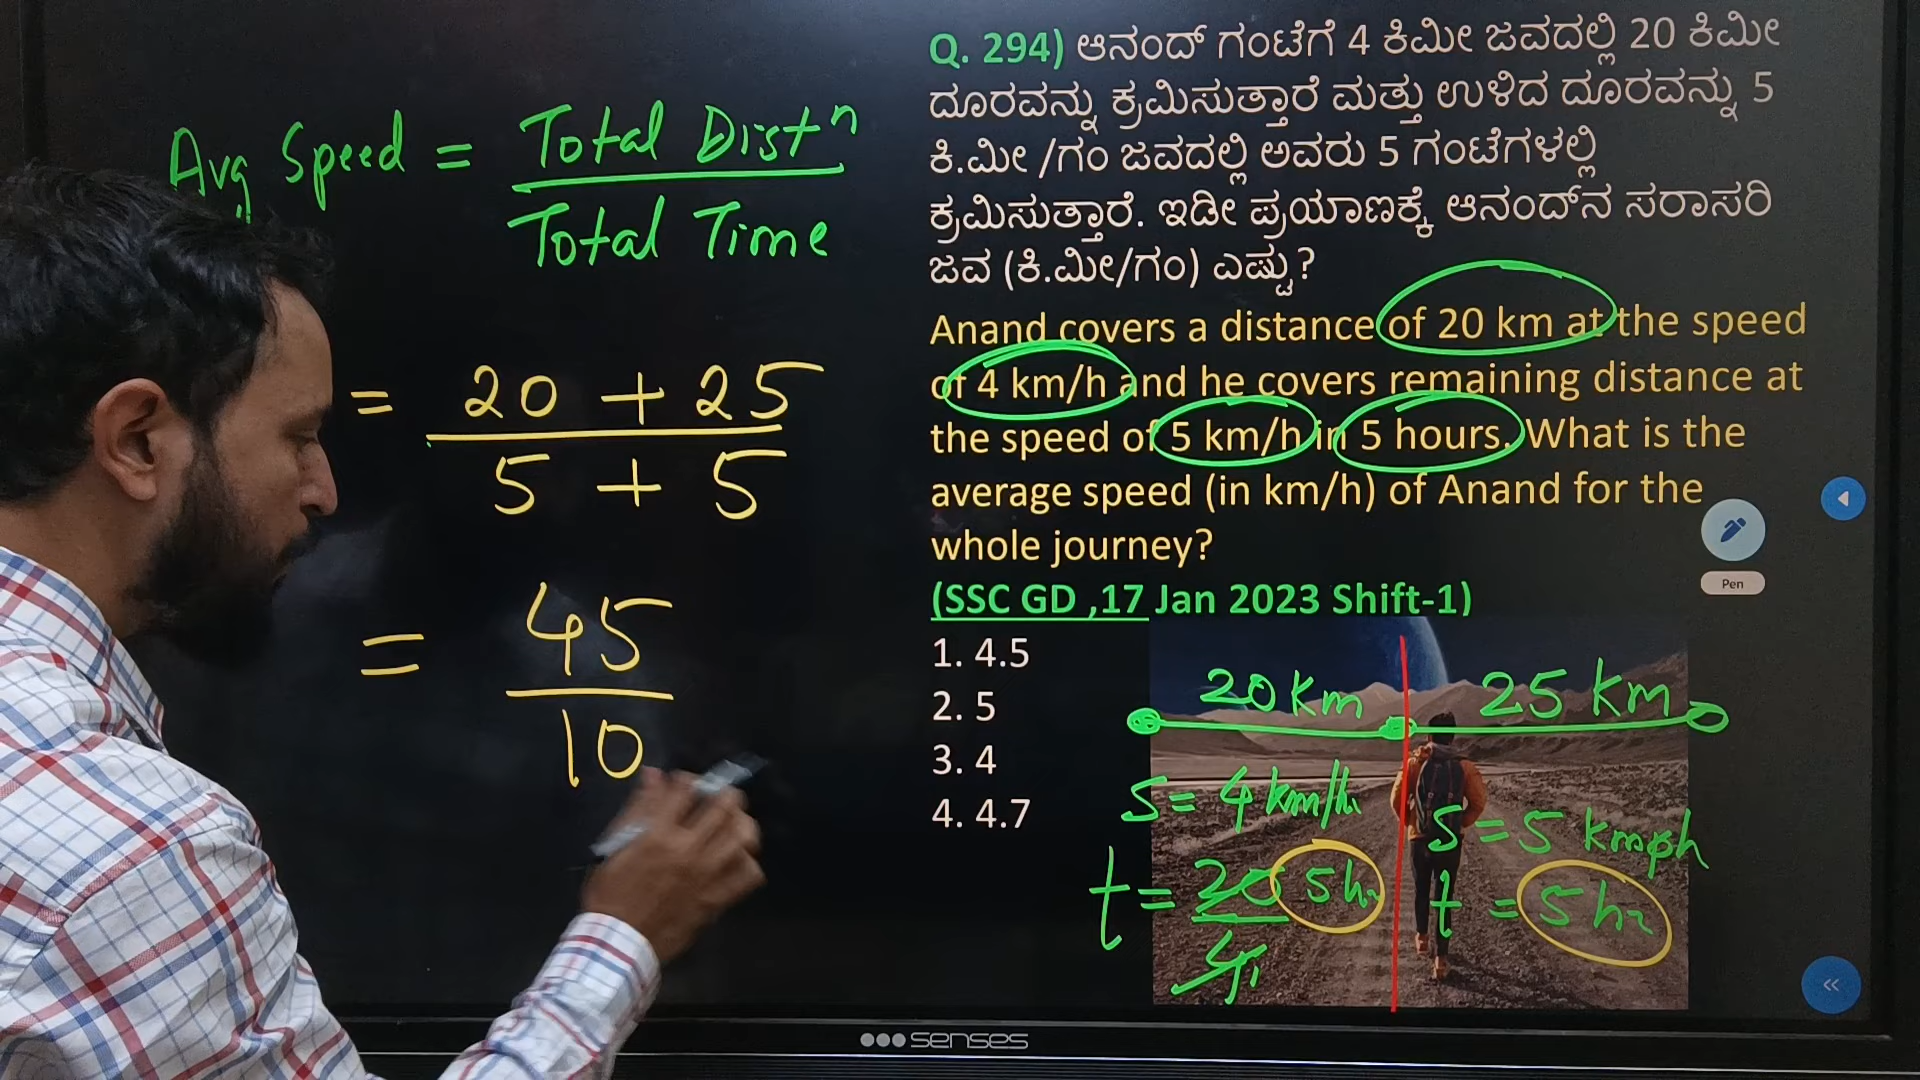 Avg Speed = Total Distⁿ
Total Time
= 20 + 25
5 + 5
= 45
10
Q. 294) ಆನಂದ್ ಗಂಟೆಗೆ 4 ಕಿಮೀ ಜವದಲ್ಲಿ 20 ಕಿಮೀ
ದೂರವನ್ನು ಕ್ರಮಿಸುತ್ತಾರೆ ಮತ್ತು ಉಳಿದ ದೂರವನ್ನು 5
ಕಿ.ಮೀ /ಗಂ ಜವದಲ್ಲಿ ಅವರು 5 ಗಂಟೆಗಳಲ್ಲಿ
ಕ್ರಮಿಸುತ್ತಾರೆ. ಇಡೀ ಪ್ರಯಾಣಕ್ಕೆ ಆನಂದ್‌ನ ಸರಾಸರಿ
ಜವ (ಕಿ.ಮೀ/ಗಂ) ಎಷ್ಟು?
Anand covers a distance of 20 km at the speed
of 4 km/h and he covers remaining distance at
the speed of 5 km/h in 5 hours. What is the
average speed (in km/h) of Anand for the
whole journey?
(SSC GD ,17 Jan 2023 Shift-1)
1. 4.5
2. 5
3. 4
4. 4.7
20 Km 25 Km
S = 4 km/h
S = 5 kmph
t = 20 5 hr
4
t = 5 hr
Pen
senses